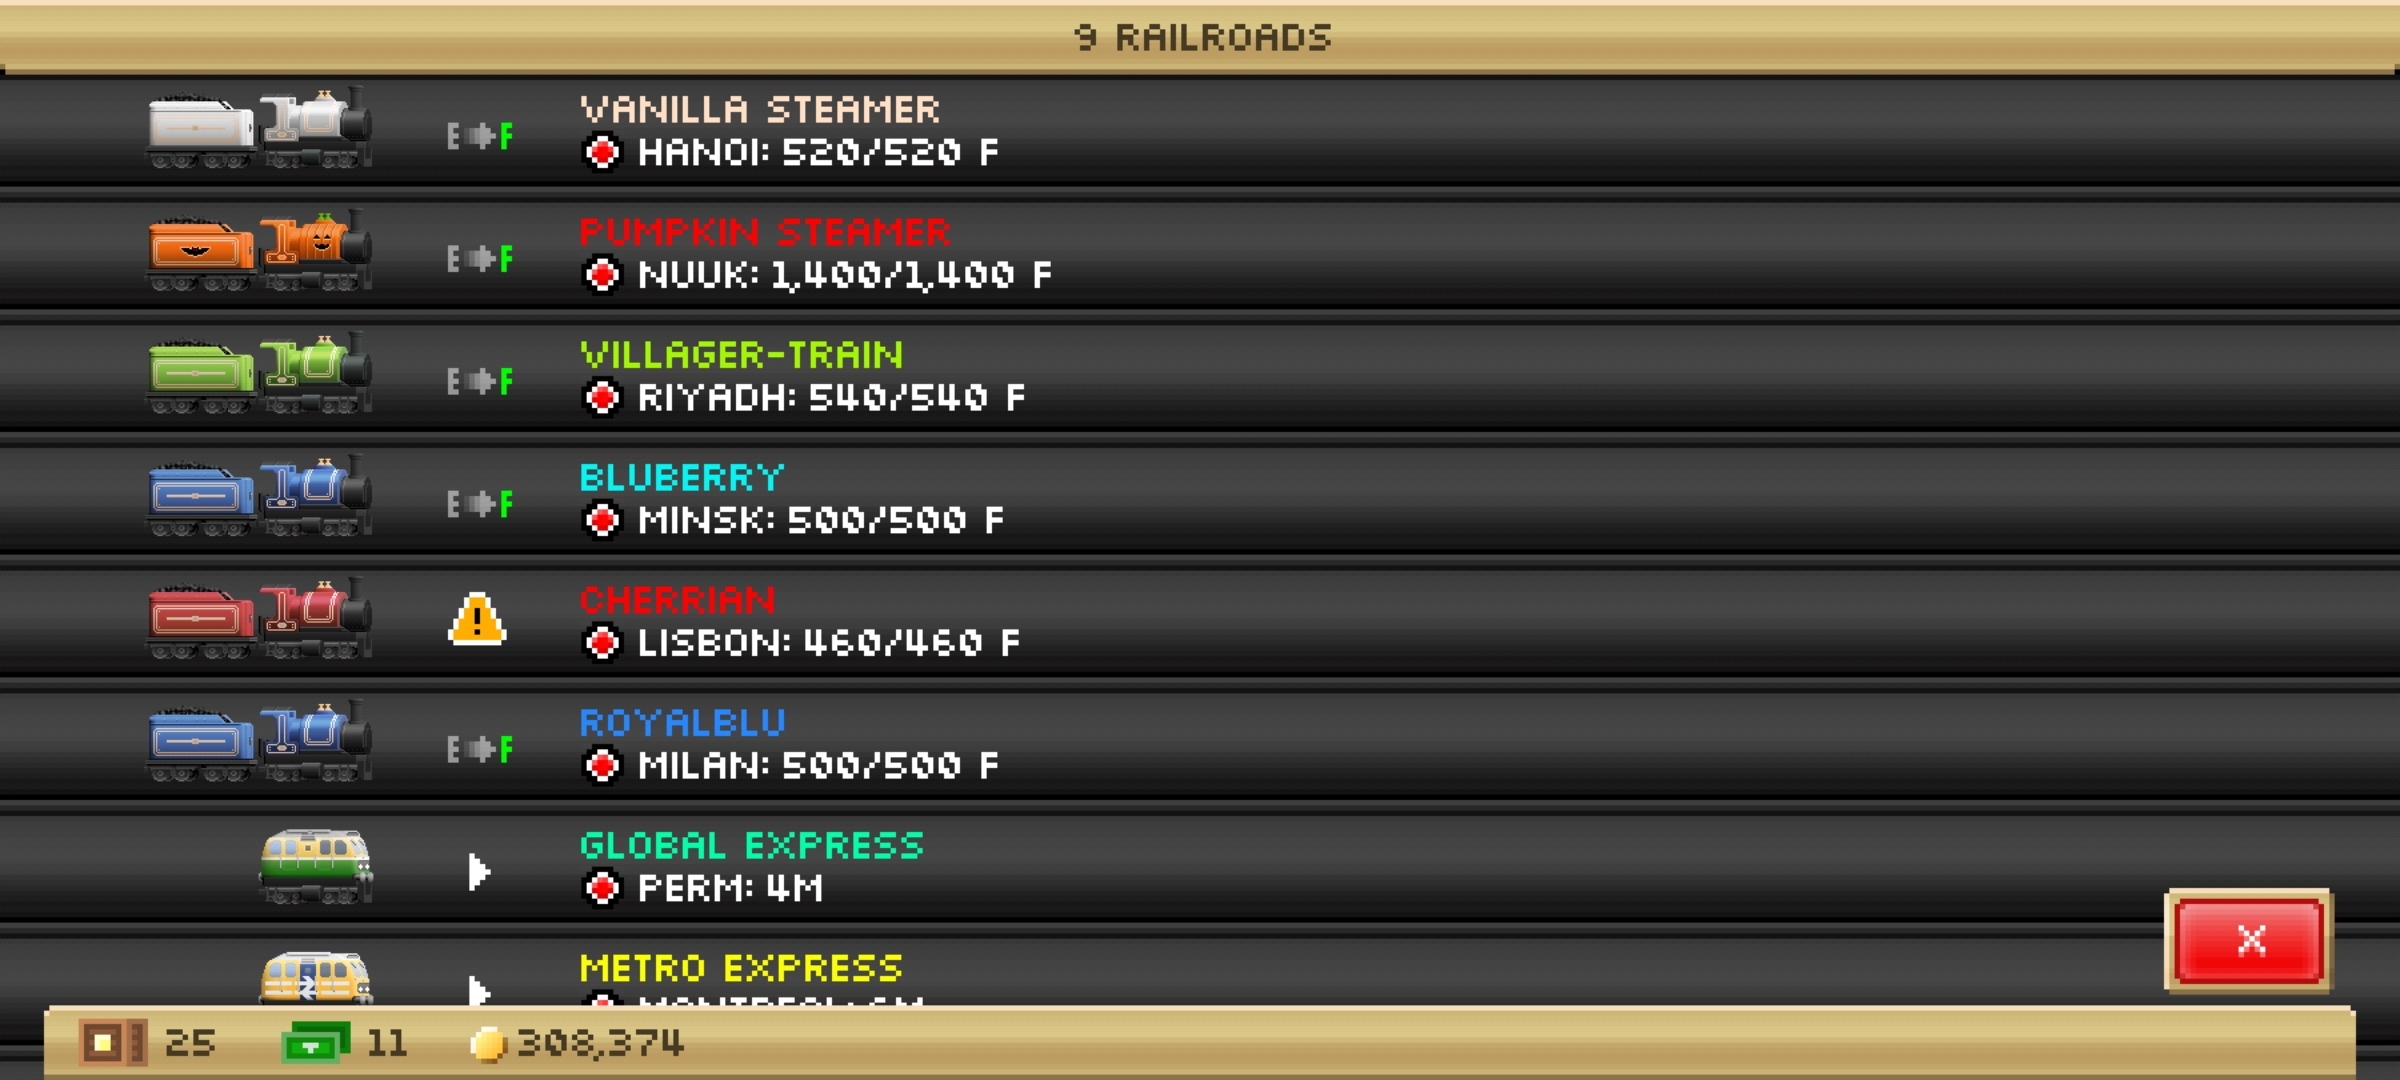 9 RAILROADS
E F
VANILLA STEAMER
HANOI: 520/520 F
E F
PUMPKIN STEAMER
NUUK: 1,400/1,400 F
E F
VILLAGER-TRAIN
RIYADH: 540/540 F
E F
BLUBERRY
MINSK: 500/500 F
!
CHERRIAN
LISBON: 460/460 F
E F
ROYALBLU
MILAN: 500/500 F
GLOBAL EXPRESS
PERM: 4M
METRO EXPRESS
X
25 11 308,374